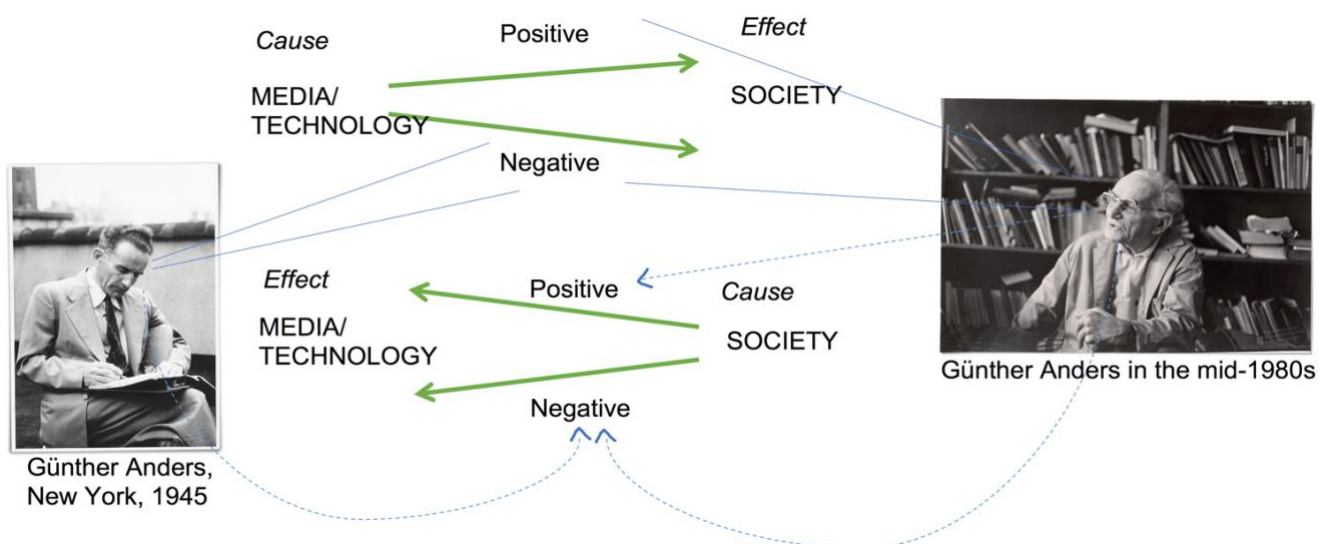 Cause
Positive
Effect
MEDIA/
TECHNOLOGY
SOCIETY
Negative
Effect
Positive
Cause
MEDIA/
TECHNOLOGY
SOCIETY
Negative
Günther Anders,
New York, 1945
Günther Anders in the mid-1980s